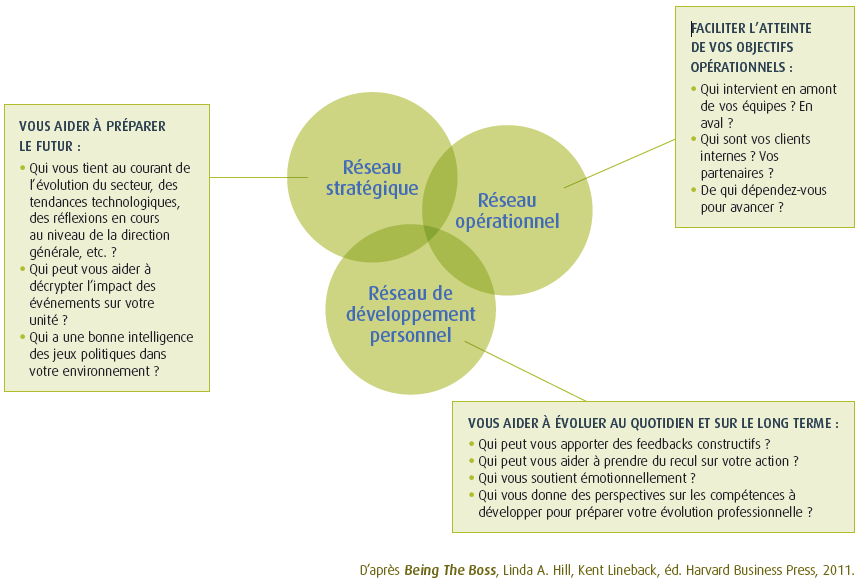 VOUS AIDER À PRÉPARER
LE FUTUR :
• Qui vous tient au courant de
l’évolution du secteur, des
tendances technologiques,
des réflexions en cours
au niveau de la direction
générale, etc. ?
• Qui peut vous aider à
décrypter l’impact des
événements sur votre
unité ?
• Qui a une bonne intelligence
des jeux politiques dans
votre environnement ?
Réseau
stratégique
Réseau
opérationnel
Réseau de
développement
personnel
FACILITER L’ATTEINTE
DE VOS OBJECTIFS
OPÉRATIONNELS :
• Qui intervient en amont
de vos équipes ? En
aval ?
• Qui sont vos clients
internes ? Vos
partenaires ?
• De qui dépendez-vous
pour avancer ?
VOUS AIDER À ÉVOLUER AU QUOTIDIEN ET SUR LE LONG TERME :
• Qui peut vous apporter des feedbacks constructifs ?
• Qui peut vous aider à prendre du recul sur votre action ?
• Qui vous soutient émotionnellement ?
• Qui vous donne des perspectives sur les compétences à
développer pour préparer votre évolution professionnelle ?
D’après Being The Boss, Linda A. Hill, Kent Lineback, éd. Harvard Business Press, 2011.